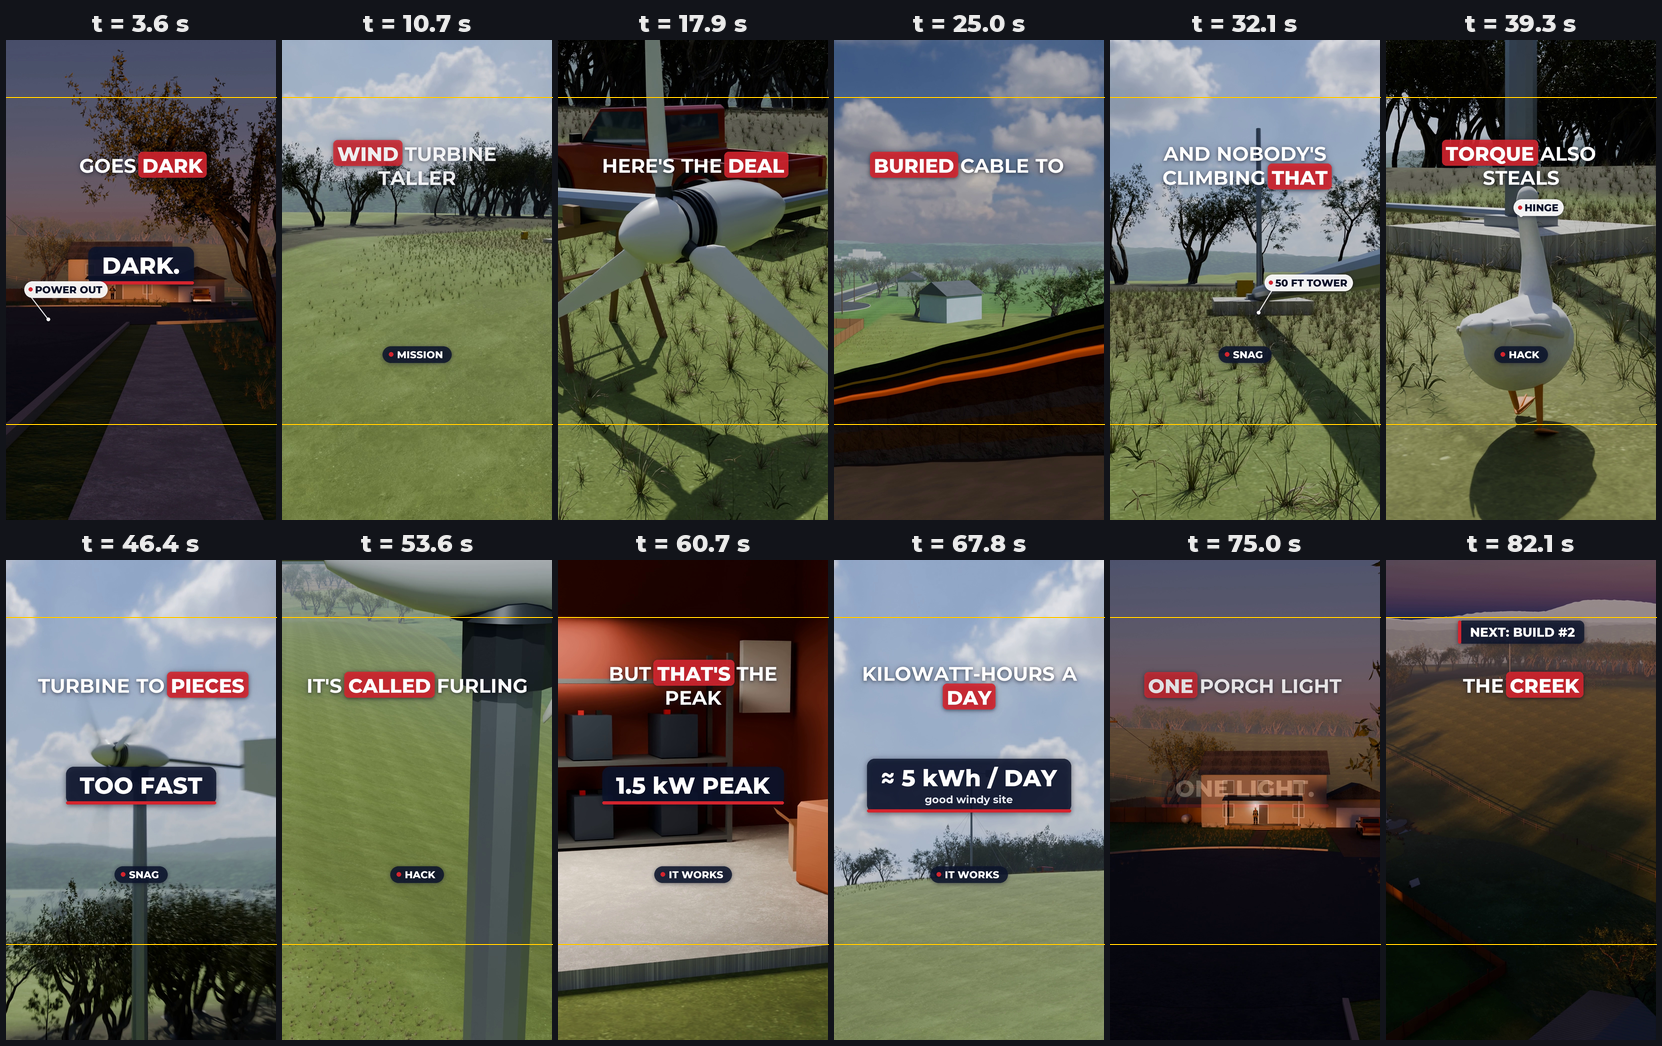 t = 3.6 s
GOES DARK
DARK.
POWER OUT
t = 10.7 s
WIND TURBINE
TALLER
MISSION
t = 17.9 s
HERE'S THE DEAL
t = 25.0 s
BURIED CABLE TO
t = 32.1 s
AND NOBODY'S
CLIMBING THAT
50 FT TOWER
SNAG
t = 39.3 s
TORQUE ALSO
STEALS
HINGE
HACK
t = 46.4 s
TURBINE TO PIECES
TOO FAST
SNAG
t = 53.6 s
IT'S CALLED FURLING
HACK
t = 60.7 s
BUT THAT'S THE
PEAK
1.5 kW PEAK
IT WORKS
t = 67.8 s
KILOWATT-HOURS A
DAY
≈ 5 kWh / DAY
good windy site
IT WORKS
t = 75.0 s
ONE PORCH LIGHT
ONE LIGHT.
t = 82.1 s
NEXT: BUILD #2
THE CREEK